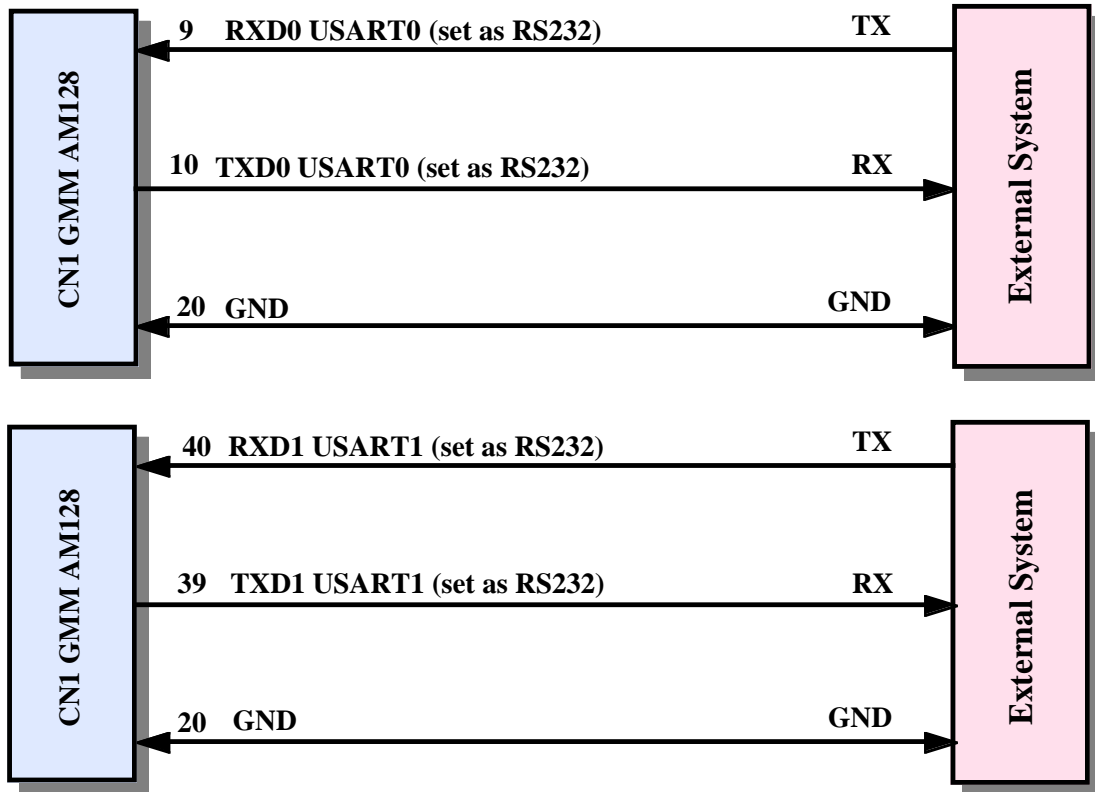 9 RXD0 USART0 (set as RS232) TX
CN1 GMM AM128
External System
10 TXD0 USART0 (set as RS232) RX
20 GND GND
40 RXD1 USART1 (set as RS232) TX
CN1 GMM AM128
External System
39 TXD1 USART1 (set as RS232) RX
20 GND GND